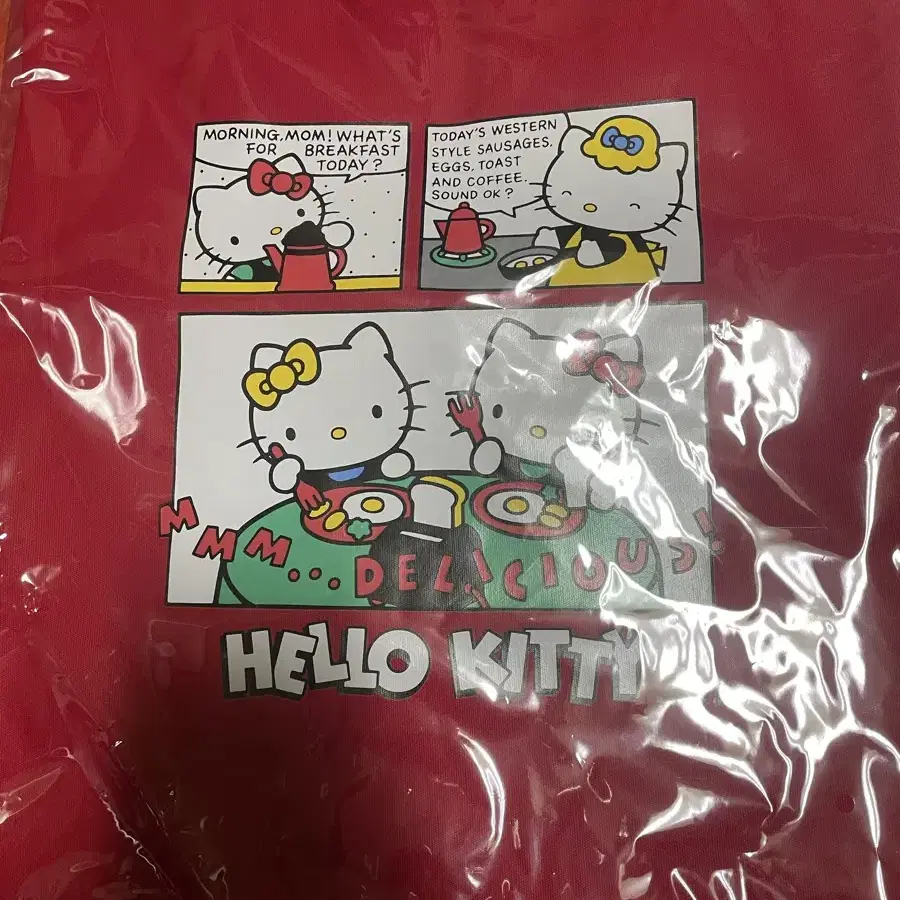 MORNING, MOM! WHAT'S
FOR BREAKFAST
TODAY?
TODAY'S WESTERN
STYLE SAUSAGES,
EGGS, TOAST
AND COFFEE.
SOUND OK?
MMM...DELICIOUS!
HELLO KITTY